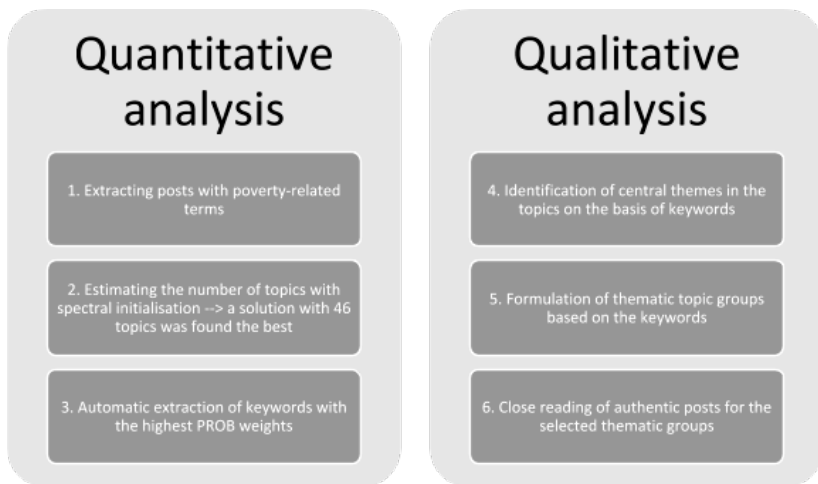 Quantitative
analysis
1. Extracting posts with poverty-related
terms
2. Estimating the number of topics with
spectral initialisation --> a solution with 46
topics was found the best
3. Automatic extraction of keywords with
the highest PROB weights
Qualitative
analysis
4. Identification of central themes in the
topics on the basis of keywords
5. Formulation of thematic topic groups
based on the keywords
6. Close reading of authentic posts for the
selected thematic groups